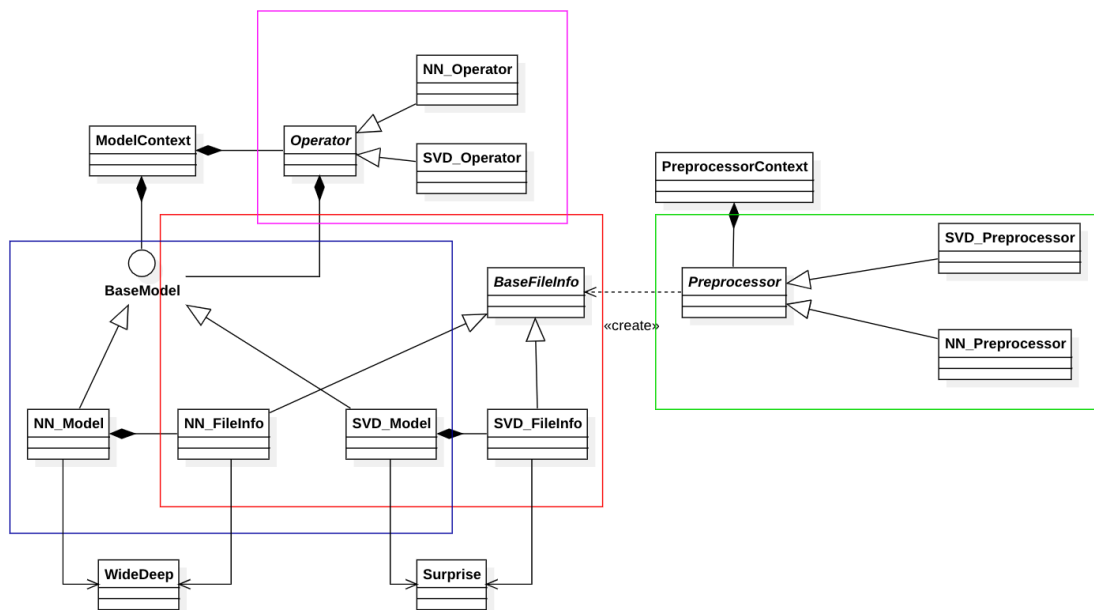 NN_Operator
ModelContext
Operator
SVD_Operator
PreprocessorContext
SVD_Preprocessor
BaseModel
BaseFileInfo
Preprocessor
«create»
NN_Preprocessor
NN_Model
NN_FileInfo
SVD_Model
SVD_FileInfo
WideDeep
Surprise